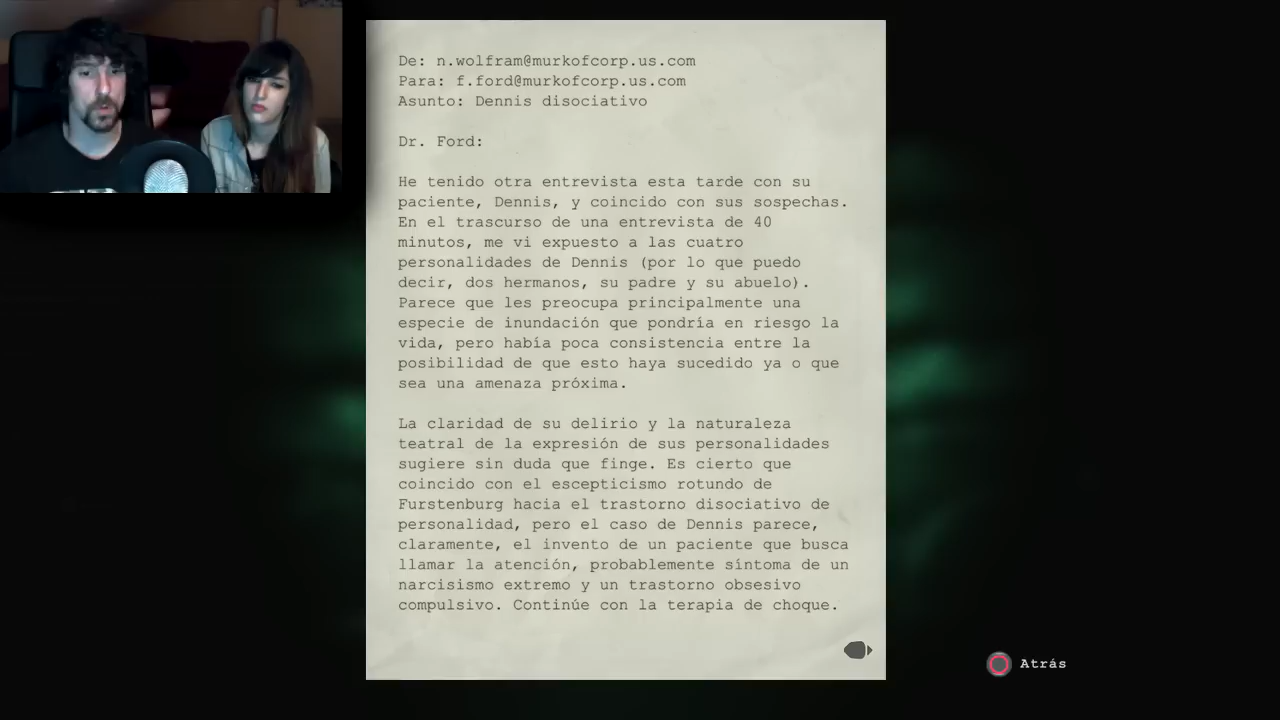 De: n.wolfram@murkofcorp.us.com
Para: f.ford@murkofcorp.us.com
Asunto: Dennis disociativo
Dr. Ford:
He tenido otra entrevista esta tarde con su
paciente, Dennis, y coincido con sus sospechas.
En el trascurso de una entrevista de 40
minutos, me vi expuesto a las cuatro
personalidades de Dennis (por lo que puedo
decir, dos hermanos, su padre y su abuelo).
Parece que les preocupa principalmente una
especie de inundación que pondría en riesgo la
vida, pero había poca consistencia entre la
posibilidad de que esto haya sucedido ya o que
sea una amenaza próxima.
La claridad de su delirio y la naturaleza
teatral de la expresión de sus personalidades
sugiere sin duda que finge. Es cierto que
coincido con el escepticismo rotundo de
Furstenburg hacia el trastorno disociativo de
personalidad, pero el caso de Dennis parece,
claramente, el invento de un paciente que busca
llamar la atención, probablemente síntoma de un
narcisismo extremo y un trastorno obsesivo
compulsivo. Continúe con la terapia de choque.
Atrás